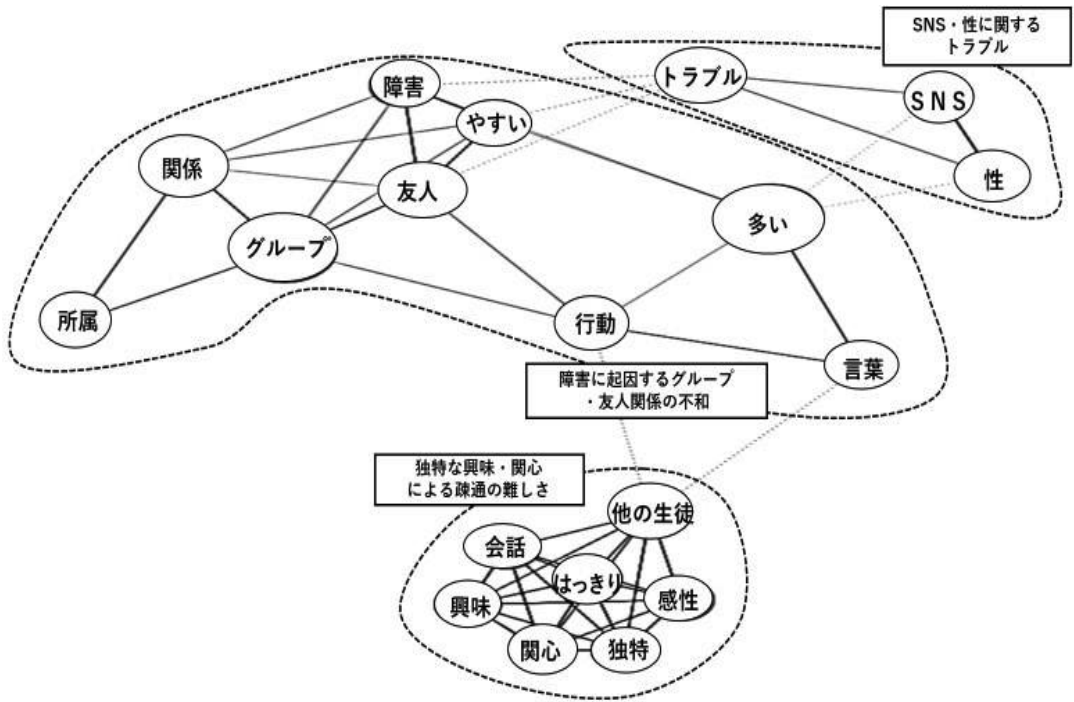 SNS・性に関する
トラブル
トラブル
SNS
性
障害
やすい
関係
友人
多い
グループ
所属
行動
言葉
障害に起因するグループ
・友人関係の不和
独特な興味・関心
による疎通の難しさ
他の生徒
会話
はっきり
興味
感性
関心
独特